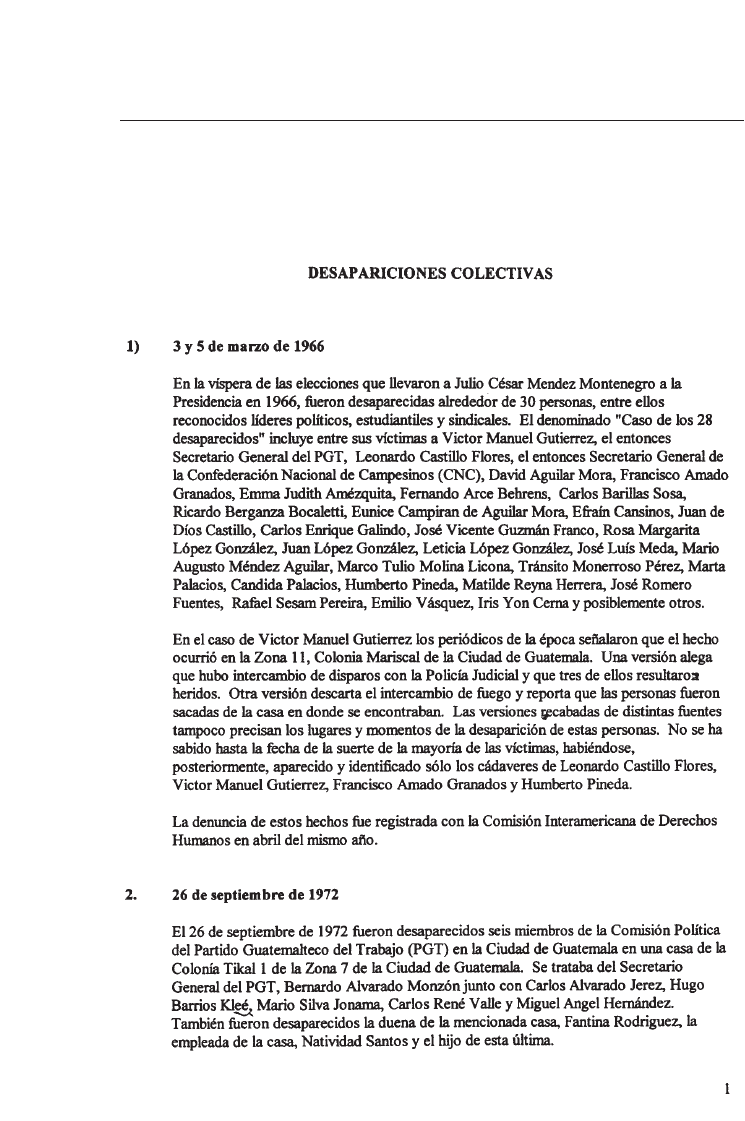 DESAPARICIONES COLECTIVAS
1) 3 y 5 de marzo de 1966
En la víspera de las elecciones que llevaron a Julio César Mendez Montenegro a la
Presidencia en 1966, fueron desaparecidas alrededor de 30 personas, entre ellos
reconocidos líderes políticos, estudiantiles y sindicales. El denominado "Caso de los 28
desaparecidos" incluye entre sus víctimas a Victor Manuel Gutierrez, el entonces
Secretario General del PGT, Leonardo Castillo Flores, el entonces Secretario General de
la Confederación Nacional de Campesinos (CNC), David Aguilar Mora, Francisco Amado
Granados, Emma Judith Amézquita, Fernando Arce Behrens, Carlos Barillas Sosa,
Ricardo Berganza Bocaletti, Eunice Campiran de Aguilar Mora, Efraín Cansinos, Juan de
Díos Castillo, Carlos Enrique Galindo, José Vicente Guzmán Franco, Rosa Margarita
López González, Juan López González, Leticia López González, José Luís Meda, Mario
Augusto Méndez Aguilar, Marco Tulio Molina Licona, Tránsito Monerroso Pérez, Marta
Palacios, Candida Palacios, Humberto Pineda, Matilde Reyna Herrera, José Romero
Fuentes, Rafael Sesam Pereira, Emilio Vásquez, Iris Yon Cerna y posiblemente otros.
En el caso de Victor Manuel Gutierrez los periódicos de la época señalaron que el hecho
ocurrió en la Zona 11, Colonia Mariscal de la Ciudad de Guatemala. Una versión alega
que hubo intercambio de disparos con la Policía Judicial y que tres de ellos resultaron
heridos. Otra versión descarta el intercambio de fuego y reporta que las personas fueron
sacadas de la casa en donde se encontraban. Las versiones recabadas de distintas fuentes
tampoco precisan los lugares y momentos de la desaparición de estas personas. No se ha
sabido hasta la fecha de la suerte de la mayoría de las víctimas, habiéndose,
posteriormente, aparecido y identificado sólo los cádaveres de Leonardo Castillo Flores,
Victor Manuel Gutierrez, Francisco Amado Granados y Humberto Pineda.
La denuncia de estos hechos fue registrada con la Comisión Interamericana de Derechos
Humanos en abril del mismo año.
2. 26 de septiembre de 1972
El 26 de septiembre de 1972 fueron desaparecidos seis miembros de la Comisión Política
del Partido Guatemalteco del Trabajo (PGT) en la Ciudad de Guatemala en una casa de la
Colonía Tikal 1 de la Zona 7 de la Ciudad de Guatemala. Se trataba del Secretario
General del PGT, Bernardo Alvarado Monzón junto con Carlos Alvarado Jerez, Hugo
Barrios Kleé, Mario Silva Jonama, Carlos René Valle y Miguel Angel Hernández.
También fueron desaparecidos la duena de la mencionada casa, Fantina Rodriguez, la
empleada de la casa, Natividad Santos y el hijo de esta última.
1